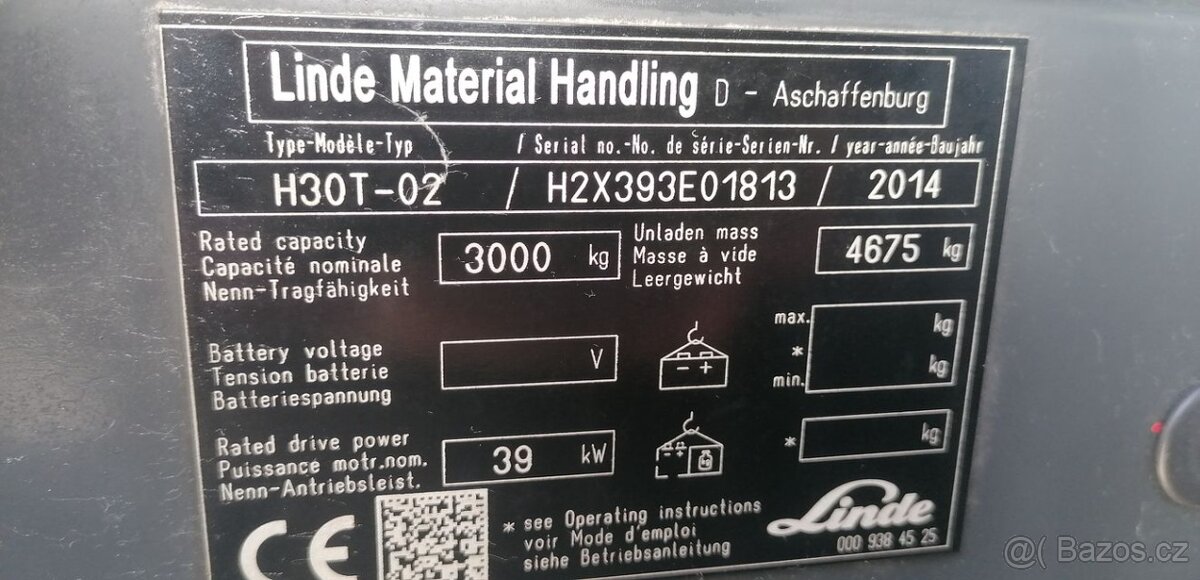 Linde Material Handling D - Aschaffenburg
Type-Modèle-Typ / Serial no.-No. de série-Serien-Nr. / year-année-Baujahr
H30T-02 / H2X393E01813 / 2014
Rated capacity
Capacité nominale
Nenn-Tragfähigkeit
3000 kg
Unladen mass
Masse à vide
Leergewicht
4675 kg
Battery voltage
Tension batterie
Batteriespannung
V
- +
max.
*
min.
kg
kg
Rated drive power
Puissance motr.nom.
Nenn-Antriebsleist.
39 kW
- +
kg
*
kg
CE
* see Operating instructions
voir Mode d'emploi
siehe Betriebsanleitung
Linde
000 938 45 25
@( Bazos.cz